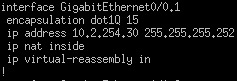 interface GigabitEthernet0/0.1
 encapsulation dot1Q 15
 ip address 10.2.254.30 255.255.255.252
 ip nat inside
 ip virtual-reassembly in
!